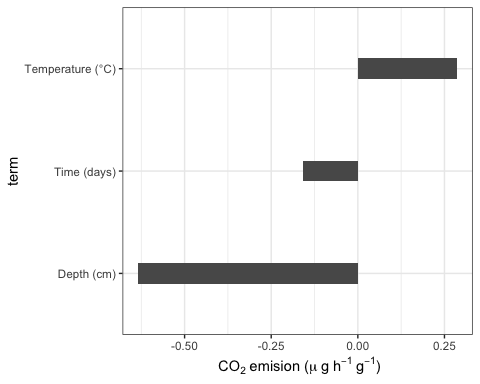 Temperature (°C)
Time (days)
Depth (cm)
term
-0.50
-0.25
0.00
0.25
CO₂ emision (μ g h⁻¹ g⁻¹)